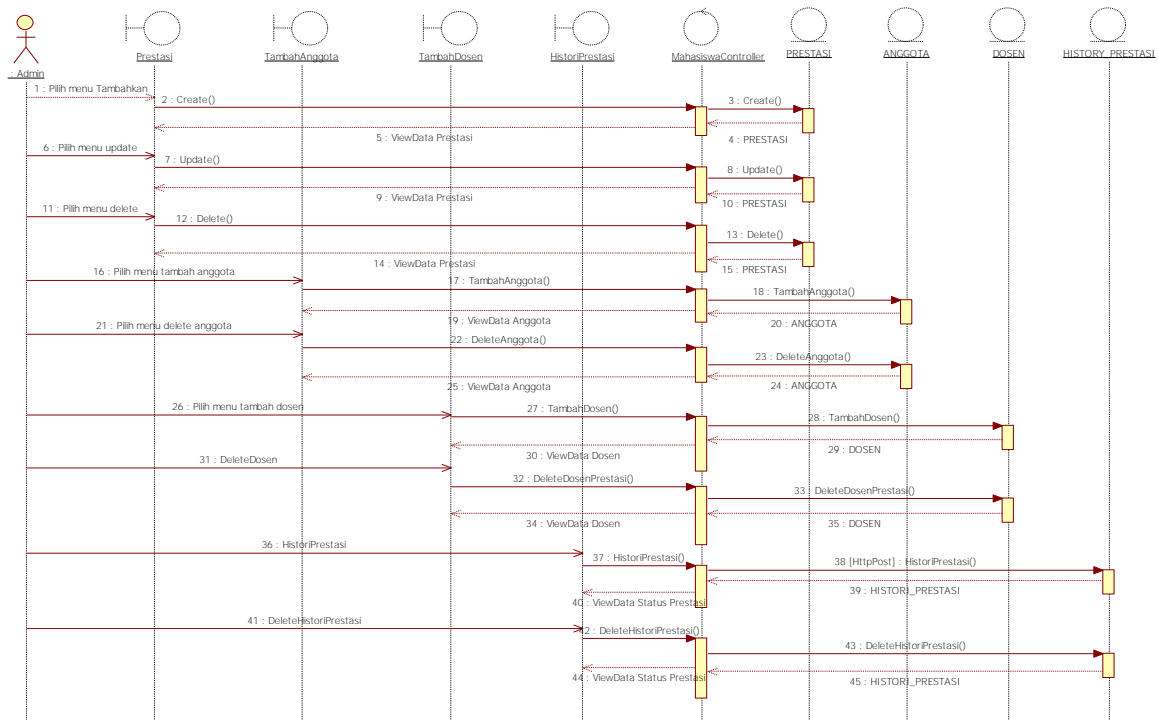 : Admin
Prestasi
TambahAnggota
TambahDosen
HistoriPrestasi
MahasiswaController
PRESTASI
ANGGOTA
DOSEN
HISTORY_PRESTASI
1 : Pilih menu Tambahkan
2 : Create()
3 : Create()
4 : PRESTASI
5 : ViewData Prestasi
6 : Pilih menu update
7 : Update()
8 : Update()
9 : ViewData Prestasi
10 : PRESTASI
11 : Pilih menu delete
12 : Delete()
13 : Delete()
14 : ViewData Prestasi
15 : PRESTASI
16 : Pilih menu tambah anggota
17 : TambahAnggota()
18 : TambahAnggota()
19 : ViewData Anggota
20 : ANGGOTA
21 : Pilih menu delete anggota
22 : DeleteAnggota()
23 : DeleteAnggota()
24 : ANGGOTA
25 : ViewData Anggota
26 : Pilih menu tambah dosen
27 : TambahDosen()
28 : TambahDosen()
29 : DOSEN
30 : ViewData Dosen
31 : DeleteDosen
32 : DeleteDosenPrestasi()
33 : DeleteDosenPrestasi()
34 : ViewData Dosen
35 : DOSEN
36 : HistoriPrestasi
37 : HistoriPrestasi()
38 [HttpPost] : HistoriPrestasi()
39 : HISTORI_PRESTASI
40 : ViewData Status Prestasi
41 : DeleteHistoriPrestasi
42 : DeleteHistoriPrestasi()
43 : DeleteHistoriPrestasi()
44 : ViewData Status Prestasi
45 : HISTORI_PRESTASI